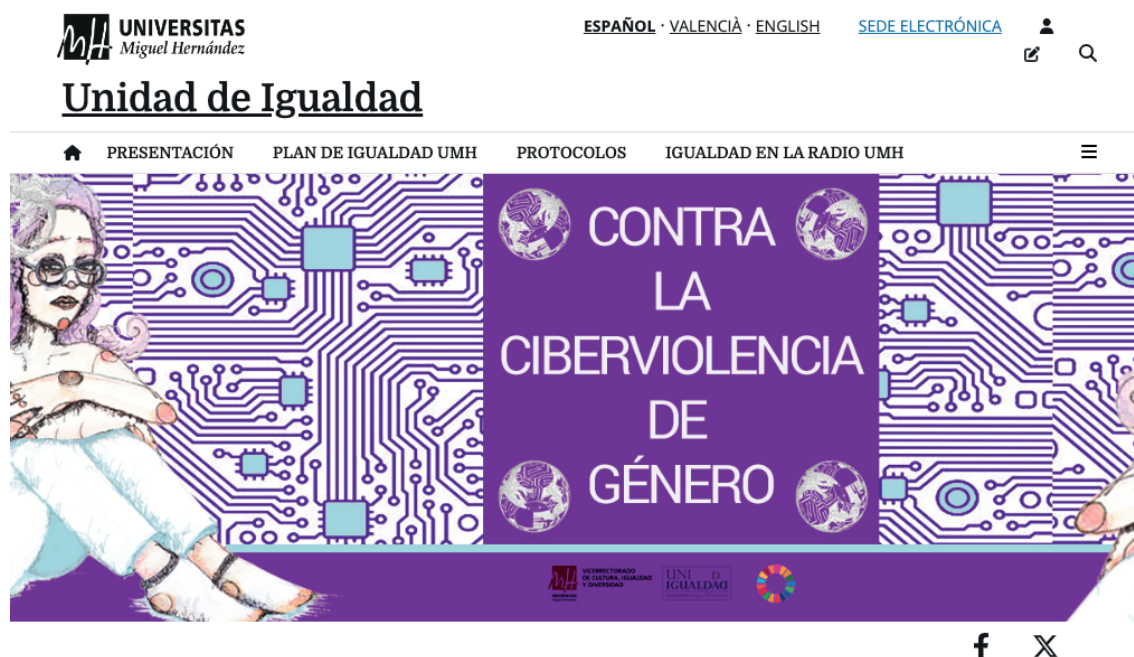 UNIVERSITAS
Miguel Hernández
ESPAÑOL · VALENCIÀ · ENGLISH
SEDE ELECTRÓNICA
Unidad de Igualdad
PRESENTACIÓN
PLAN DE IGUALDAD UMH
PROTOCOLOS
IGUALDAD EN LA RADIO UMH
CONTRA
LA
CIBERVIOLENCIA
DE
GÉNERO
VICERRECTORADO
DE CULTURA, IGUALDAD
Y DIVERSIDAD
UNI D
IGUALDAD